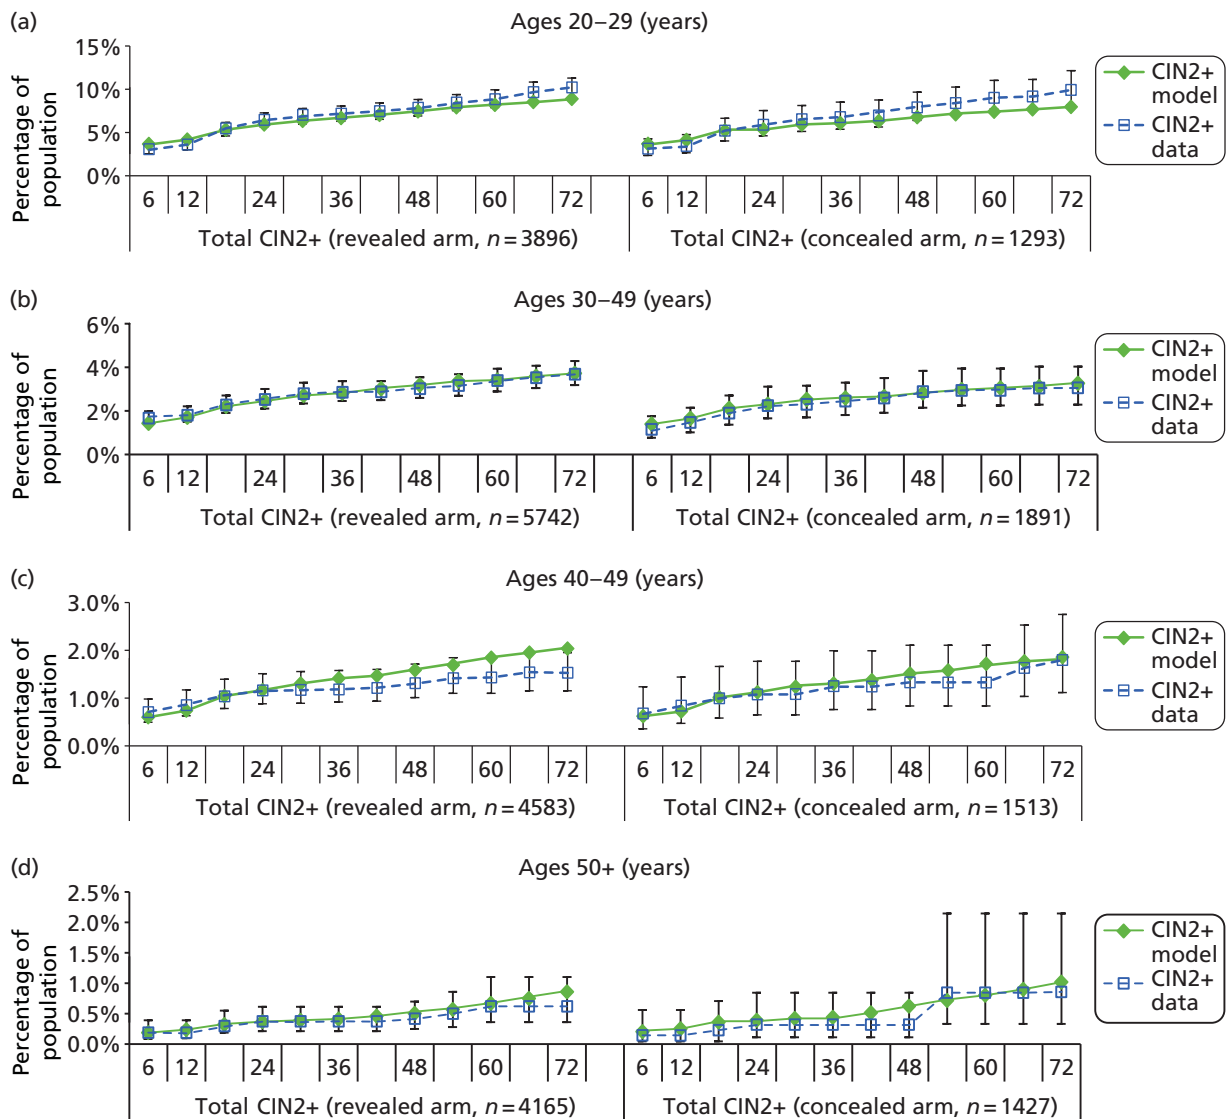 (a)
Ages 20–29 (years)
Percentage of
population
15%
10%
5%
0%
6 12 24 36 48 60 72
6 12 24 36 48 60 72
Total CIN2+ (revealed arm, n=3896)
Total CIN2+ (concealed arm, n=1293)
CIN2+
model
CIN2+
data
(b)
Ages 30–49 (years)
Percentage of
population
6%
4%
2%
0%
6 12 24 36 48 60 72
6 12 24 36 48 60 72
Total CIN2+ (revealed arm, n=5742)
Total CIN2+ (concealed arm, n=1891)
CIN2+
model
CIN2+
data
(c)
Ages 40–49 (years)
Percentage of
population
3.0%
2.0%
1.0%
0.0%
6 12 24 36 48 60 72
6 12 24 36 48 60 72
Total CIN2+ (revealed arm, n=4583)
Total CIN2+ (concealed arm, n=1513)
CIN2+
model
CIN2+
data
(d)
Ages 50+ (years)
Percentage of
population
2.5%
2.0%
1.5%
1.0%
0.5%
0.0%
6 12 24 36 48 60 72
6 12 24 36 48 60 72
Total CIN2+ (revealed arm, n=4165)
Total CIN2+ (concealed arm, n=1427)
CIN2+
model
CIN2+
data